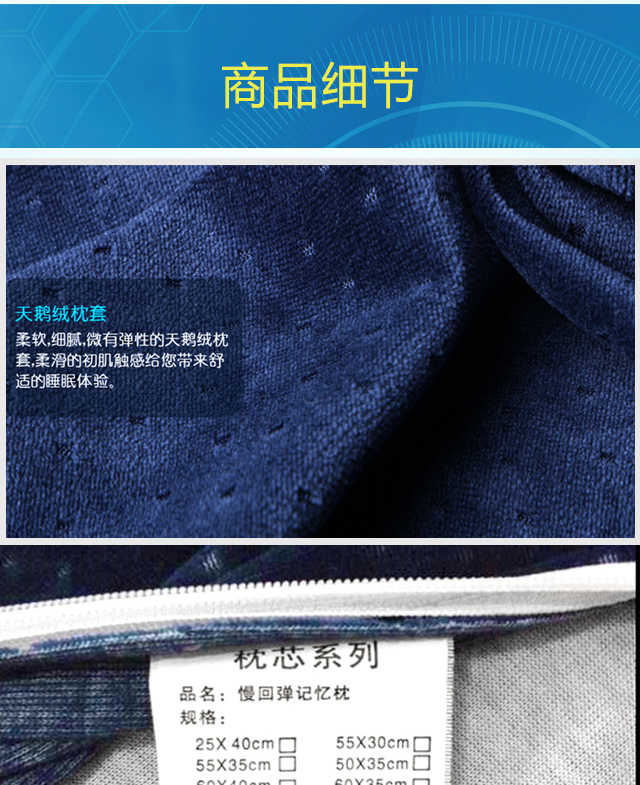 商品细节
天鹅绒枕套
柔软,细腻,微有弹性的天鹅绒枕
套,柔滑的初肌触感给您带来舒
适的睡眠体验。
枕芯系列
品名：慢回弹记忆枕
规格：
25X40cm□ 55X30cm□
55X35cm□ 50X35cm□
60X40cm□ 60X35cm□